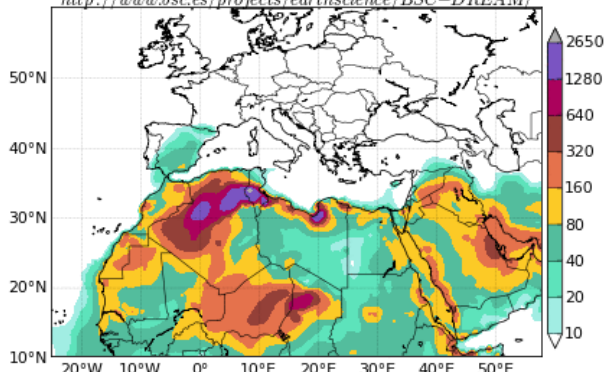 http://www.bsc.es/projects/earthscience/BSC-DREAM/
2650
50°N
1280
640
40°N
320
160
30°N
80
40
20°N
20
10
10°N
20°W 10°W 0° 10°E 20°E 30°E 40°E 50°E